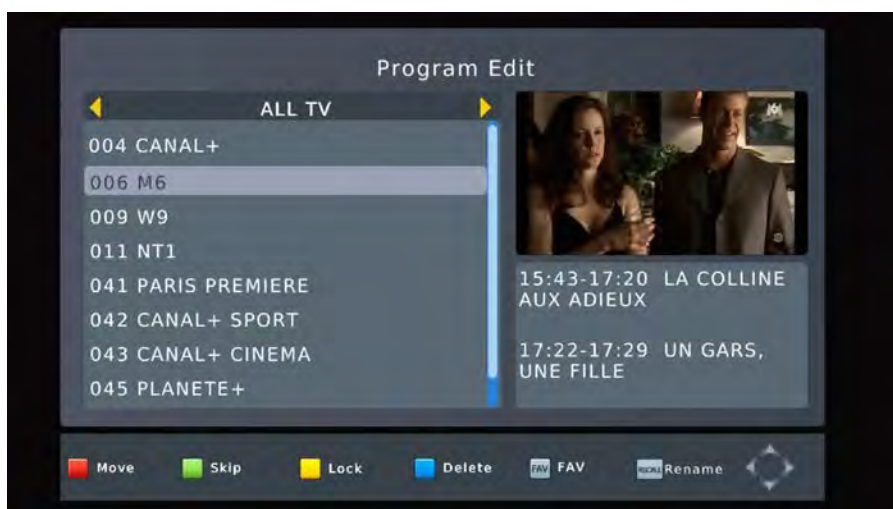 Program Edit
ALL TV
004 CANAL+
006 M6
009 W9
011 NT1
041 PARIS PREMIERE
042 CANAL+ SPORT
043 CANAL+ CINEMA
045 PLANETE+
15:43-17:20 LA COLLINE
AUX ADIEUX
17:22-17:29 UN GARS,
UNE FILLE
Move Skip Lock Delete FAV FAV RECALL Rename